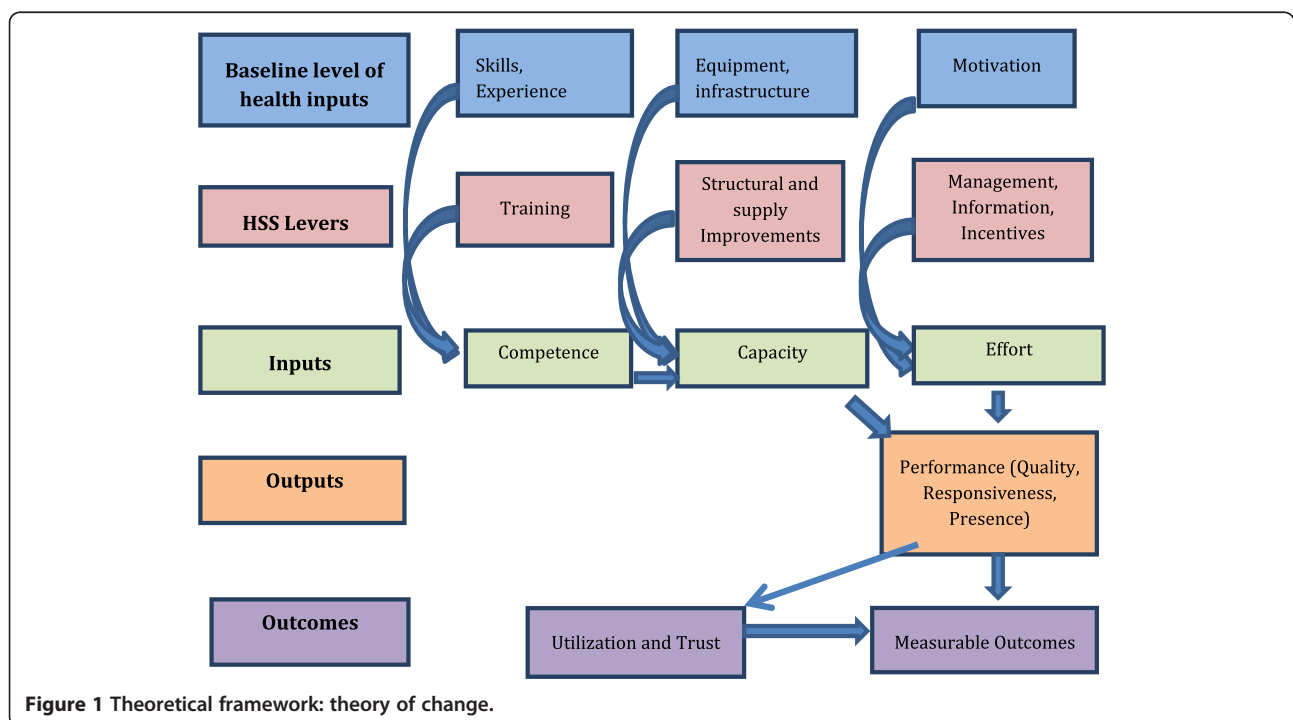 Baseline level of
health inputs
Skills,
Experience
Equipment,
infrastructure
Motivation
HSS Levers
Training
Structural and
supply
Improvements
Management,
Information,
Incentives
Inputs
Competence
Capacity
Effort
Outputs
Performance (Quality,
Responsiveness,
Presence)
Outcomes
Utilization and Trust
Measurable Outcomes
Figure 1 Theoretical framework: theory of change.